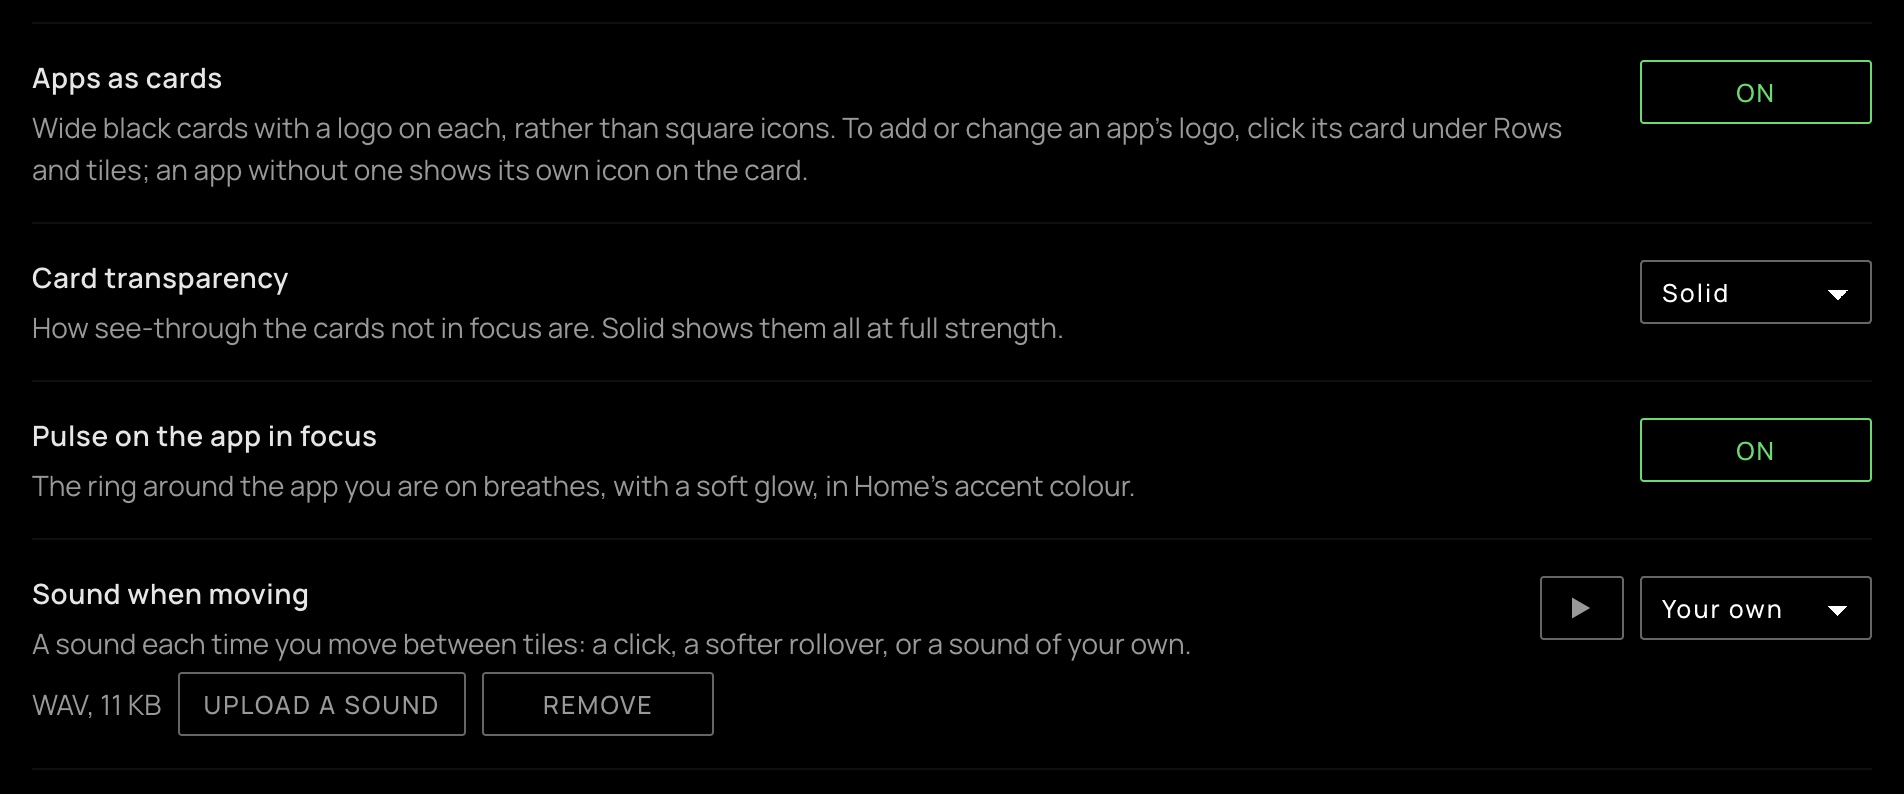 Apps as cards
ON
Wide black cards with a logo on each, rather than square icons. To add or change an app's logo, click its card under Rows
and tiles; an app without one shows its own icon on the card.
Card transparency
Solid
How see-through the cards not in focus are. Solid shows them all at full strength.
Pulse on the app in focus
ON
The ring around the app you are on breathes, with a soft glow, in Home's accent colour.
Sound when moving
Your own
A sound each time you move between tiles: a click, a softer rollover, or a sound of your own.
WAV, 11 KB UPLOAD A SOUND REMOVE